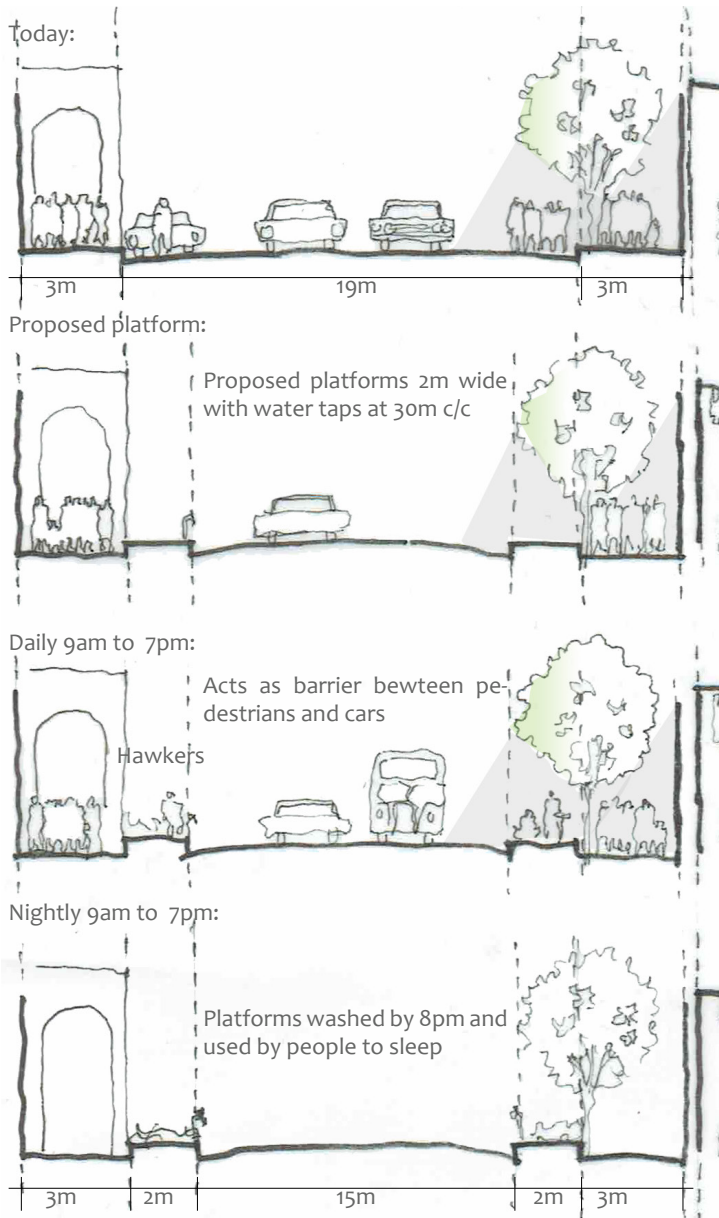 Today:
3m 19m 3m
Proposed platform:
Proposed platforms 2m wide
with water taps at 30m c/c
Daily 9am to 7pm:
Acts as barrier bewteen pe-
destrians and cars
Hawkers
Nightly 9am to 7pm:
Platforms washed by 8pm and
used by people to sleep
3m 2m 15m 2m 3m